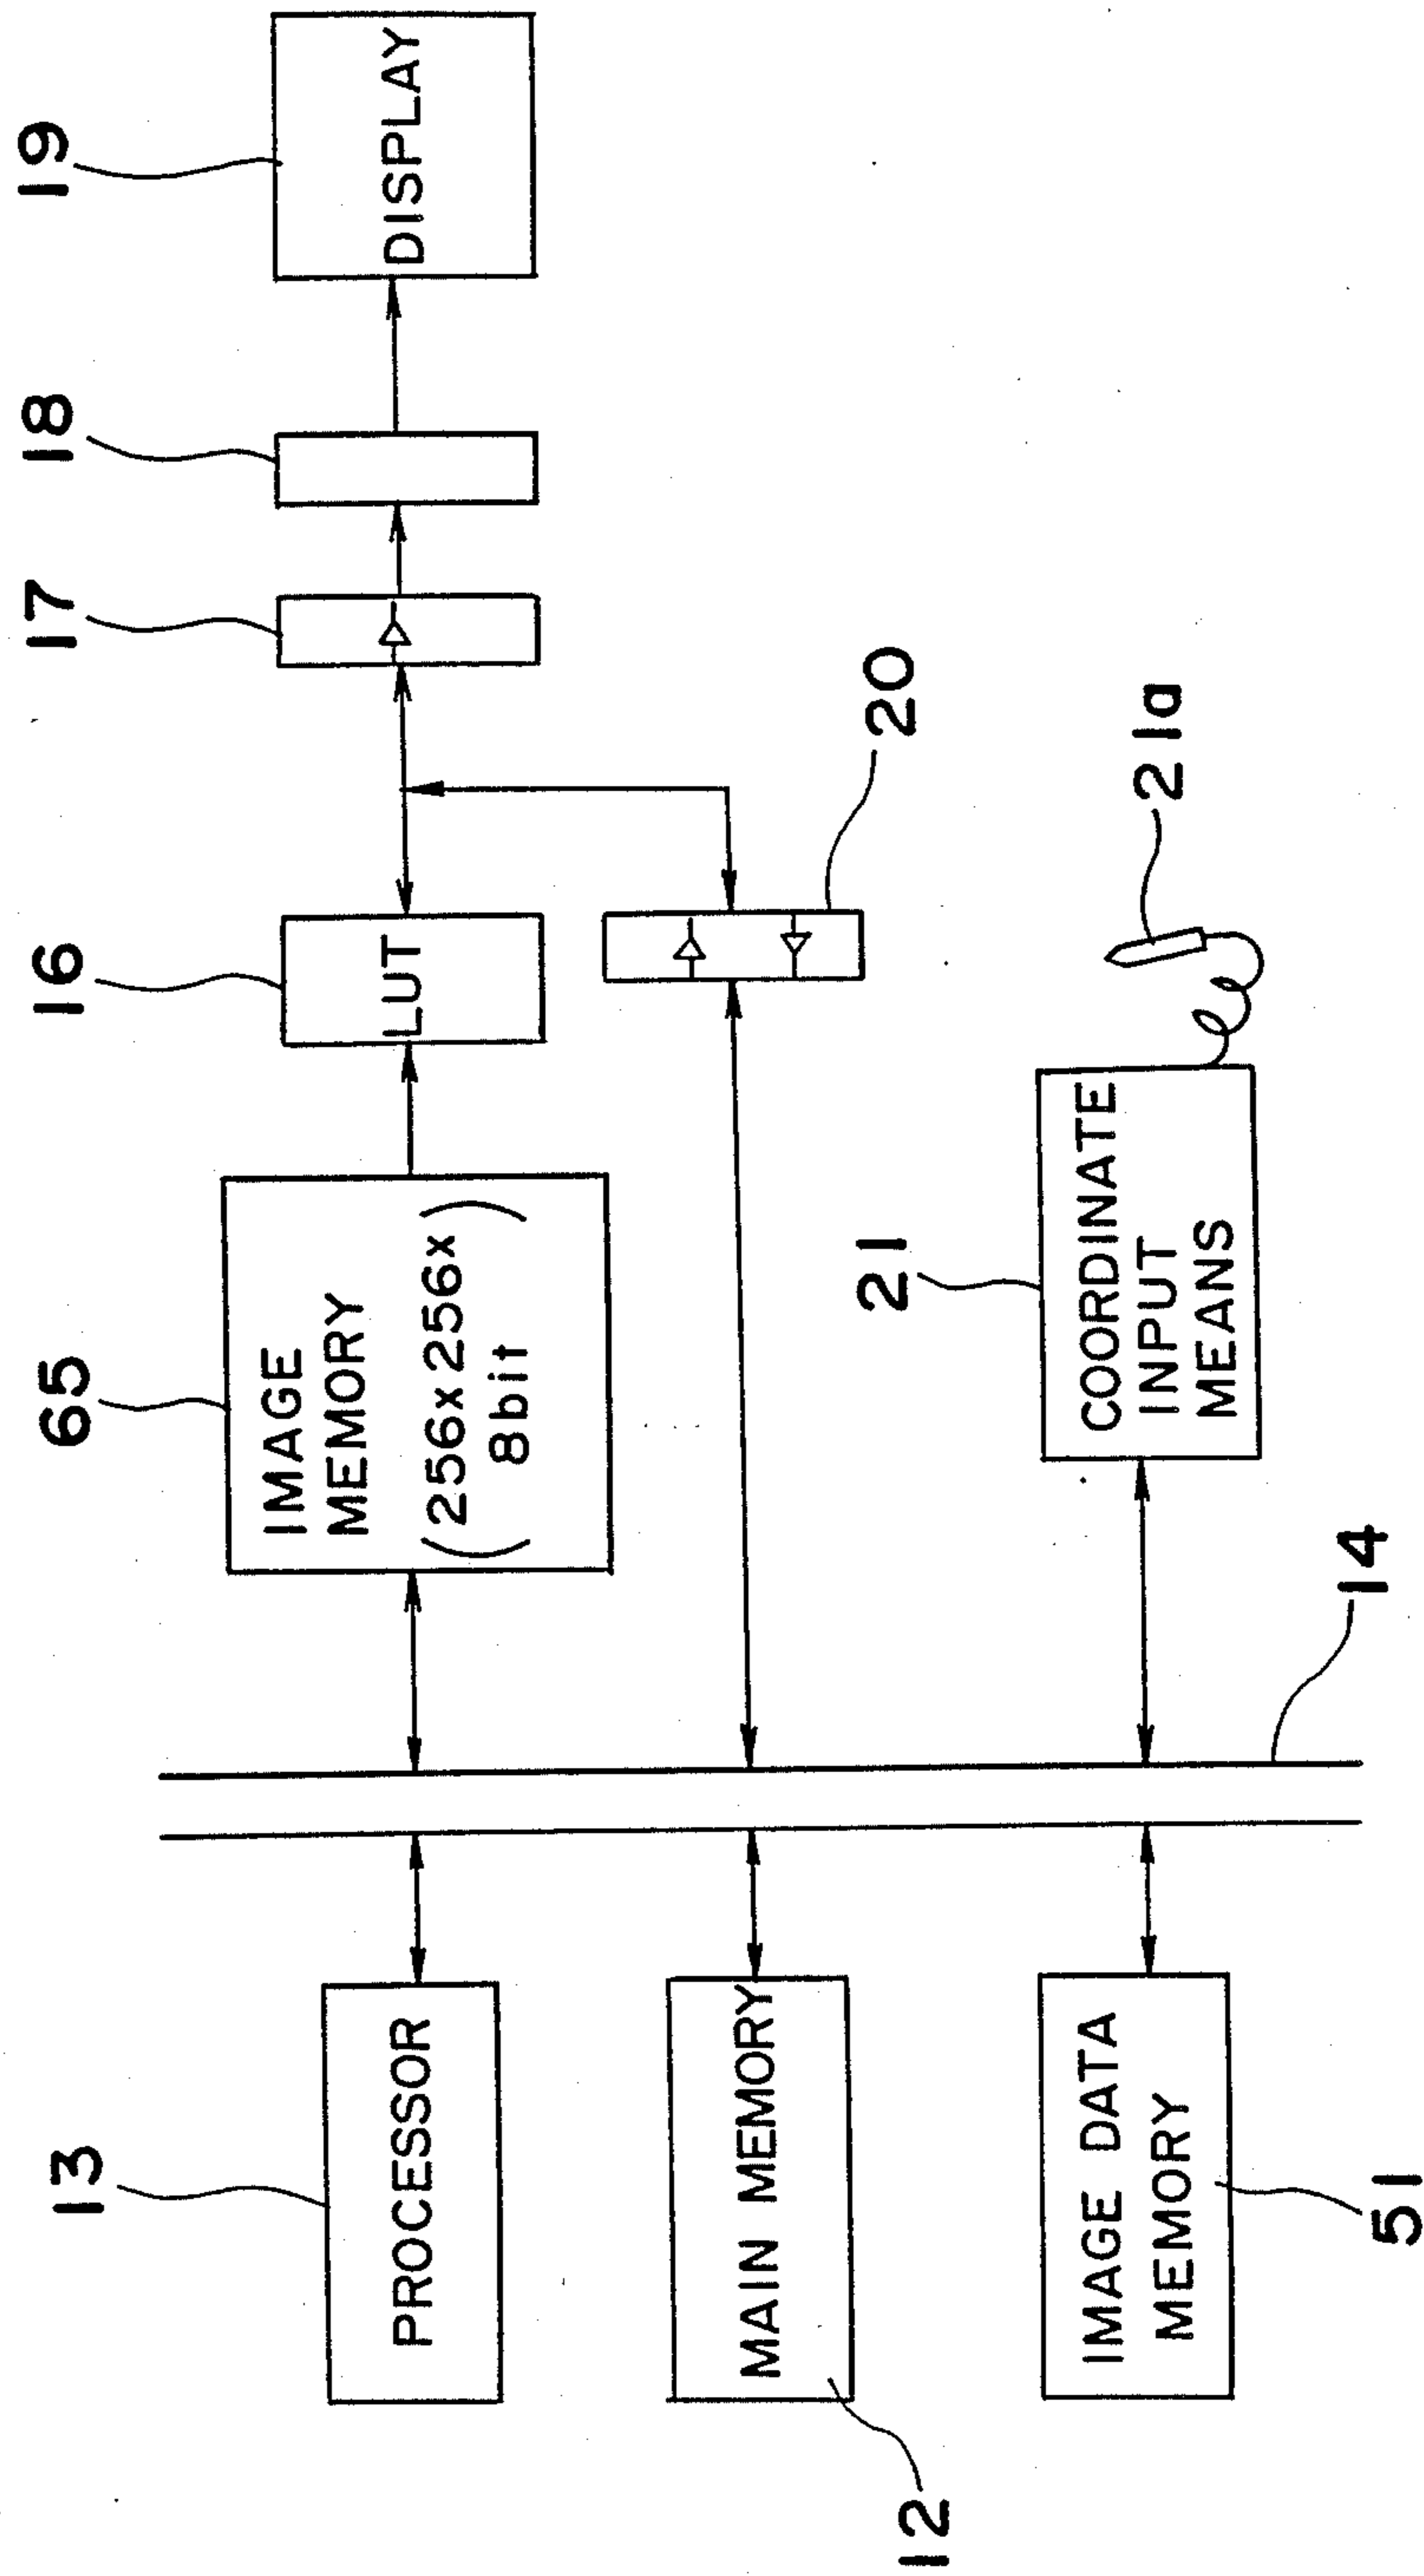 13
PROCESSOR
65
IMAGE
MEMORY
(256x256x
8bit)
16
LUT
17
18
19
DISPLAY
12
MAIN MEMORY
20
51
IMAGE DATA
MEMORY
14
21
COORDINATE
INPUT
MEANS
21a